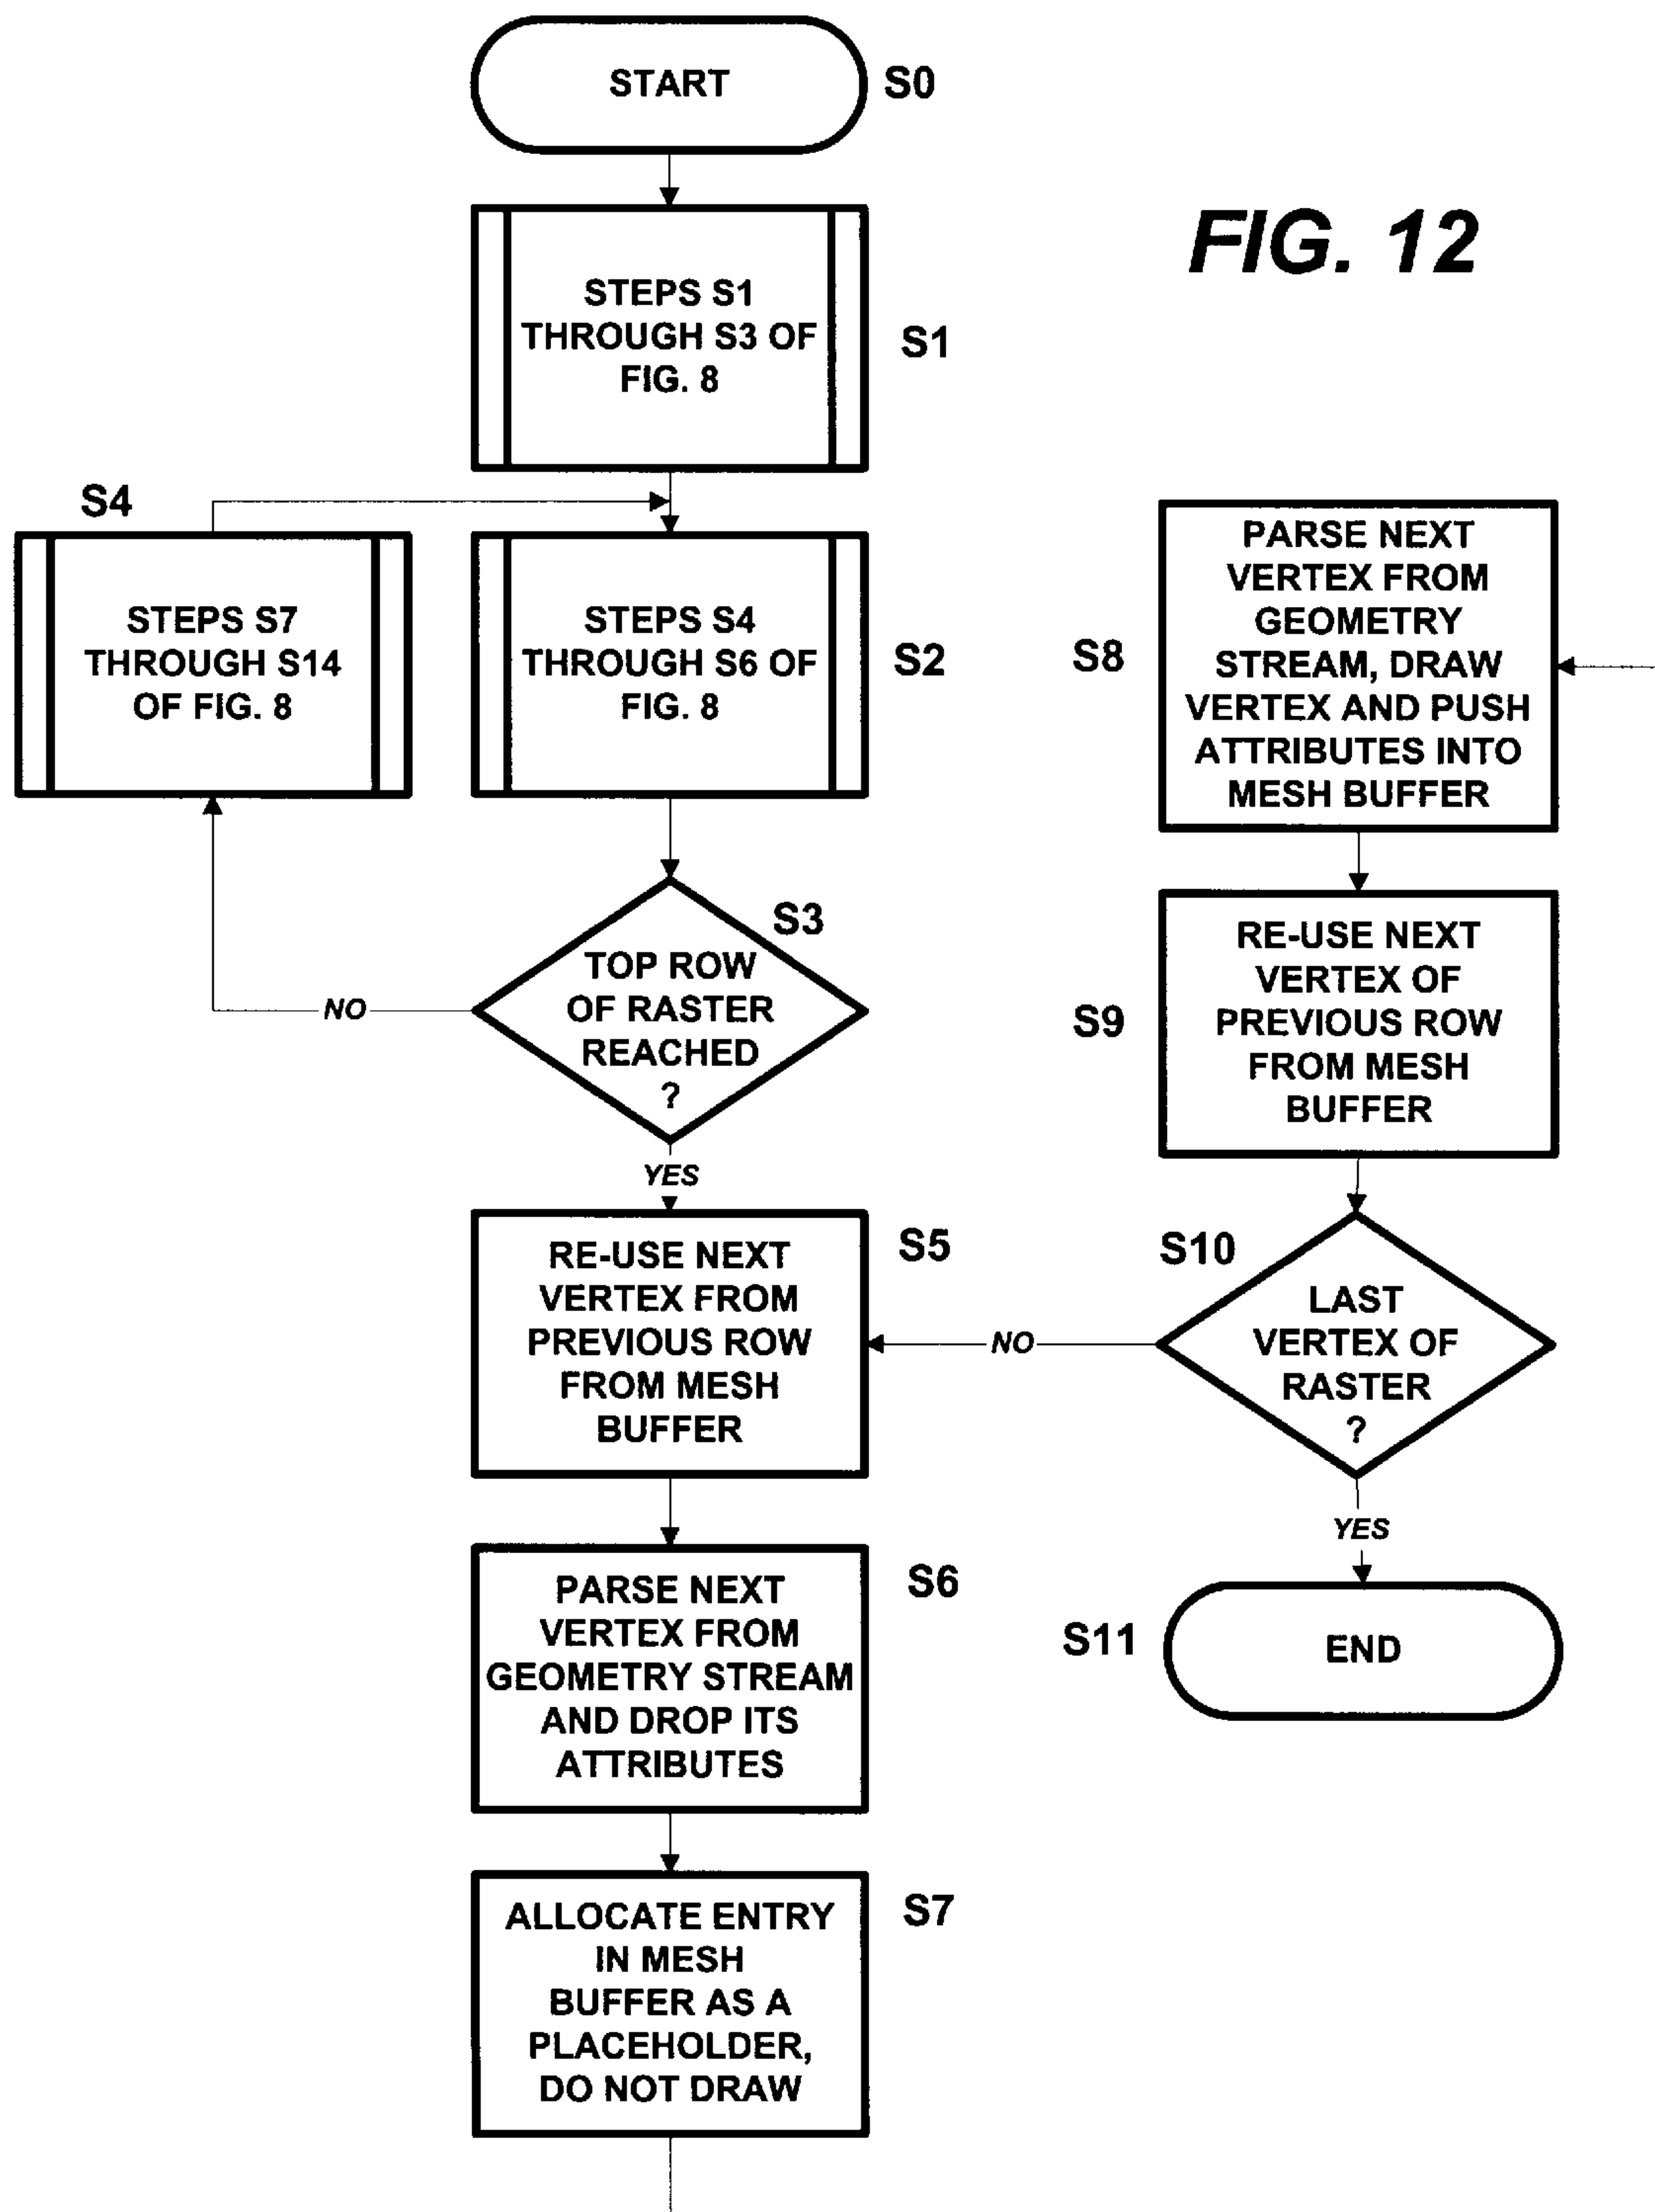 START
S0
FIG. 12
STEPS S1
THROUGH S3 OF
FIG. 8
S1
S4
STEPS S7
THROUGH S14
OF FIG. 8
STEPS S4
THROUGH S6 OF
FIG. 8
S2
S3
TOP ROW
OF RASTER
REACHED
?
NO
YES
RE-USE NEXT
VERTEX FROM
PREVIOUS ROW
FROM MESH
BUFFER
S5
PARSE NEXT
VERTEX FROM
GEOMETRY STREAM
AND DROP ITS
ATTRIBUTES
S6
ALLOCATE ENTRY
IN MESH
BUFFER AS A
PLACEHOLDER,
DO NOT DRAW
S7
PARSE NEXT
VERTEX FROM
GEOMETRY
STREAM, DRAW
VERTEX AND PUSH
ATTRIBUTES INTO
MESH BUFFER
S8
RE-USE NEXT
VERTEX OF
PREVIOUS ROW
FROM MESH
BUFFER
S9
S10
LAST
VERTEX OF
RASTER
?
NO
YES
S11
END